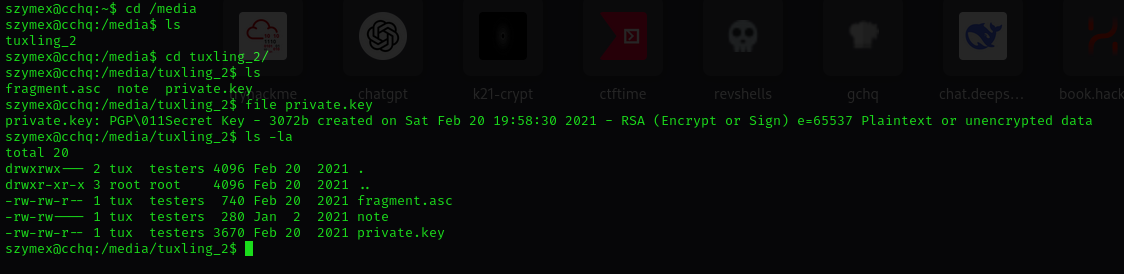 szymex@cchq:~$ cd /media
szymex@cchq:/media$ ls
tuxling_2
szymex@cchq:/media$ cd tuxling_2/
szymex@cchq:/media/tuxling_2$ ls
fragment.asc  note  private.key
szymex@cchq:/media/tuxling_2$ file private.key
private.key: PGP\011Secret Key - 3072b created on Sat Feb 20 19:58:30 2021 - RSA (Encrypt or Sign) e=65537 Plaintext or unencrypted data
szymex@cchq:/media/tuxling_2$ ls -la
total 20
drwxrwx--- 2 tux  testers 4096 Feb 20  2021 .
drwxr-xr-x 3 root root    4096 Feb 20  2021 ..
-rw-rw-r-- 1 tux  testers  740 Feb 20  2021 fragment.asc
-rw-rw---- 1 tux  testers  280 Jan  2  2021 note
-rw-rw-r-- 1 tux  testers 3670 Feb 20  2021 private.key
szymex@cchq:/media/tuxling_2$
chatgpt
k21-crypt
ctftime
revshells
gchq
chat.deeps...
book.hack